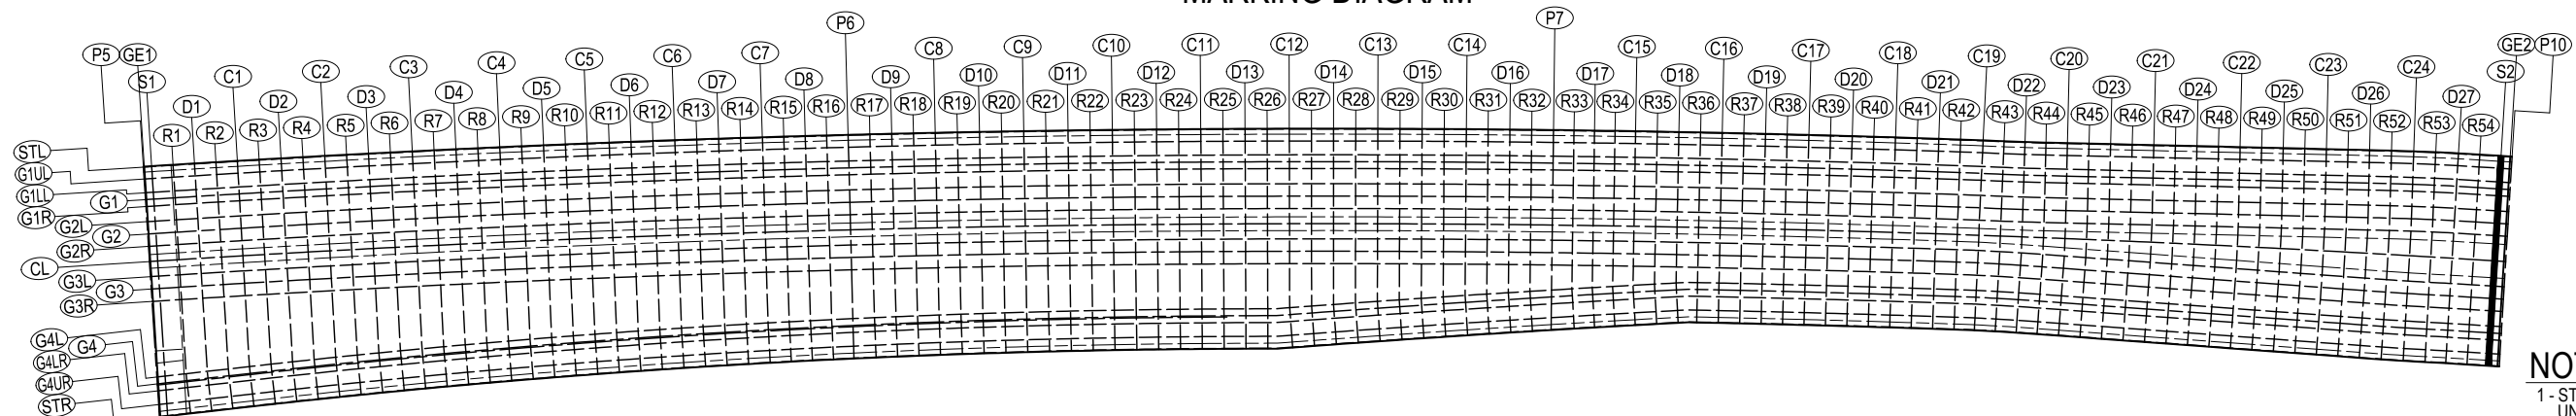 MARKING DIAGRAM
P5 GE1 P6 P7 GE2 P10
S1 C1 C2 C3 C4 C5 C6 C7 C8 C9 C10 C11 C12 C13 C14 C15 C16 C17 C18 C19 C20 C21 C22 C23 C24 S2
D1 D2 D3 D4 D5 D6 D7 D8 D9 D10 D11 D12 D13 D14 D15 D16 D17 D18 D19 D20 D21 D22 D23 D24 D25 D26 D27
R1 R2 R3 R4 R5 R6 R7 R8 R9 R10 R11 R12 R13 R14 R15 R16 R17 R18 R19 R20 R21 R22 R23 R24 R25 R26 R27 R28 R29 R30 R31 R32 R33 R34 R35 R36 R37 R38 R39 R40 R41 R42 R43 R44 R45 R46 R47 R48 R49 R50 R51 R52 R53 R54
STL
G1UL
G1LL
G1
G1R
G2L
G2
G2R
CL
G3L
G3
G3R
G4L
G4
G4LR
G4UR
STR
NO
1 - ST
UN